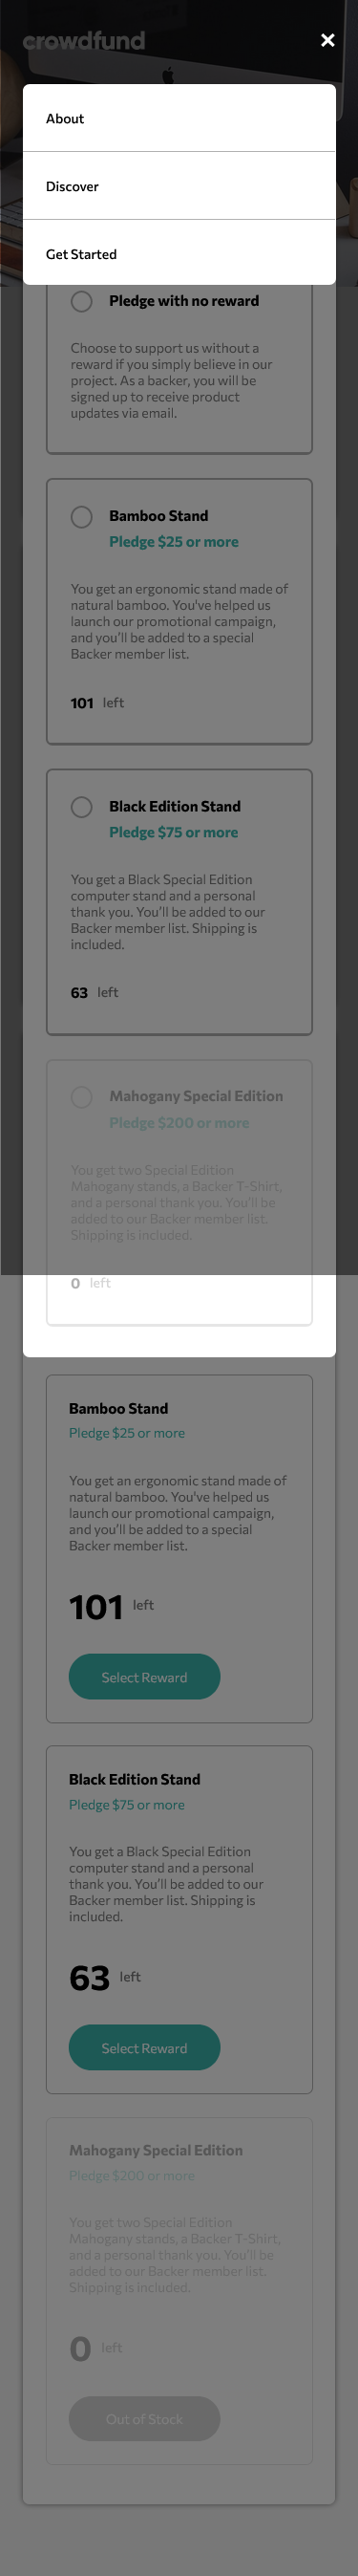 crowdfund
About
Discover
Get Started
Pledge with no reward
Choose to support us without a
reward if you simply believe in our
project. As a backer, you will be
signed up to receive product
updates via email.
Bamboo Stand
Pledge $25 or more
You get an ergonomic stand made of
natural bamboo. You've helped us
launch our promotional campaign,
and you'll be added to a special
Backer member list.
101 left
Black Edition Stand
Pledge $75 or more
You get a Black Special Edition
computer stand and a personal
thank you. You'll be added to our
Backer member list. Shipping is
included.
63 left
Mahogany Special Edition
Pledge $200 or more
You get two Special Edition
Mahogany stands, a Backer T-Shirt,
and a personal thank you. You'll be
added to our Backer member list.
Shipping is included.
0 left
Bamboo Stand
Pledge $25 or more
You get an ergonomic stand made of
natural bamboo. You've helped us
launch our promotional campaign,
and you'll be added to a special
Backer member list.
101 left
Select Reward
Black Edition Stand
Pledge $75 or more
You get a Black Special Edition
computer stand and a personal
thank you. You'll be added to our
Backer member list. Shipping is
included.
63 left
Select Reward
Mahogany Special Edition
Pledge $200 or more
You get two Special Edition
Mahogany stands, a Backer T-Shirt,
and a personal thank you. You'll be
added to our Backer member list.
Shipping is included.
0 left
Out of Stock